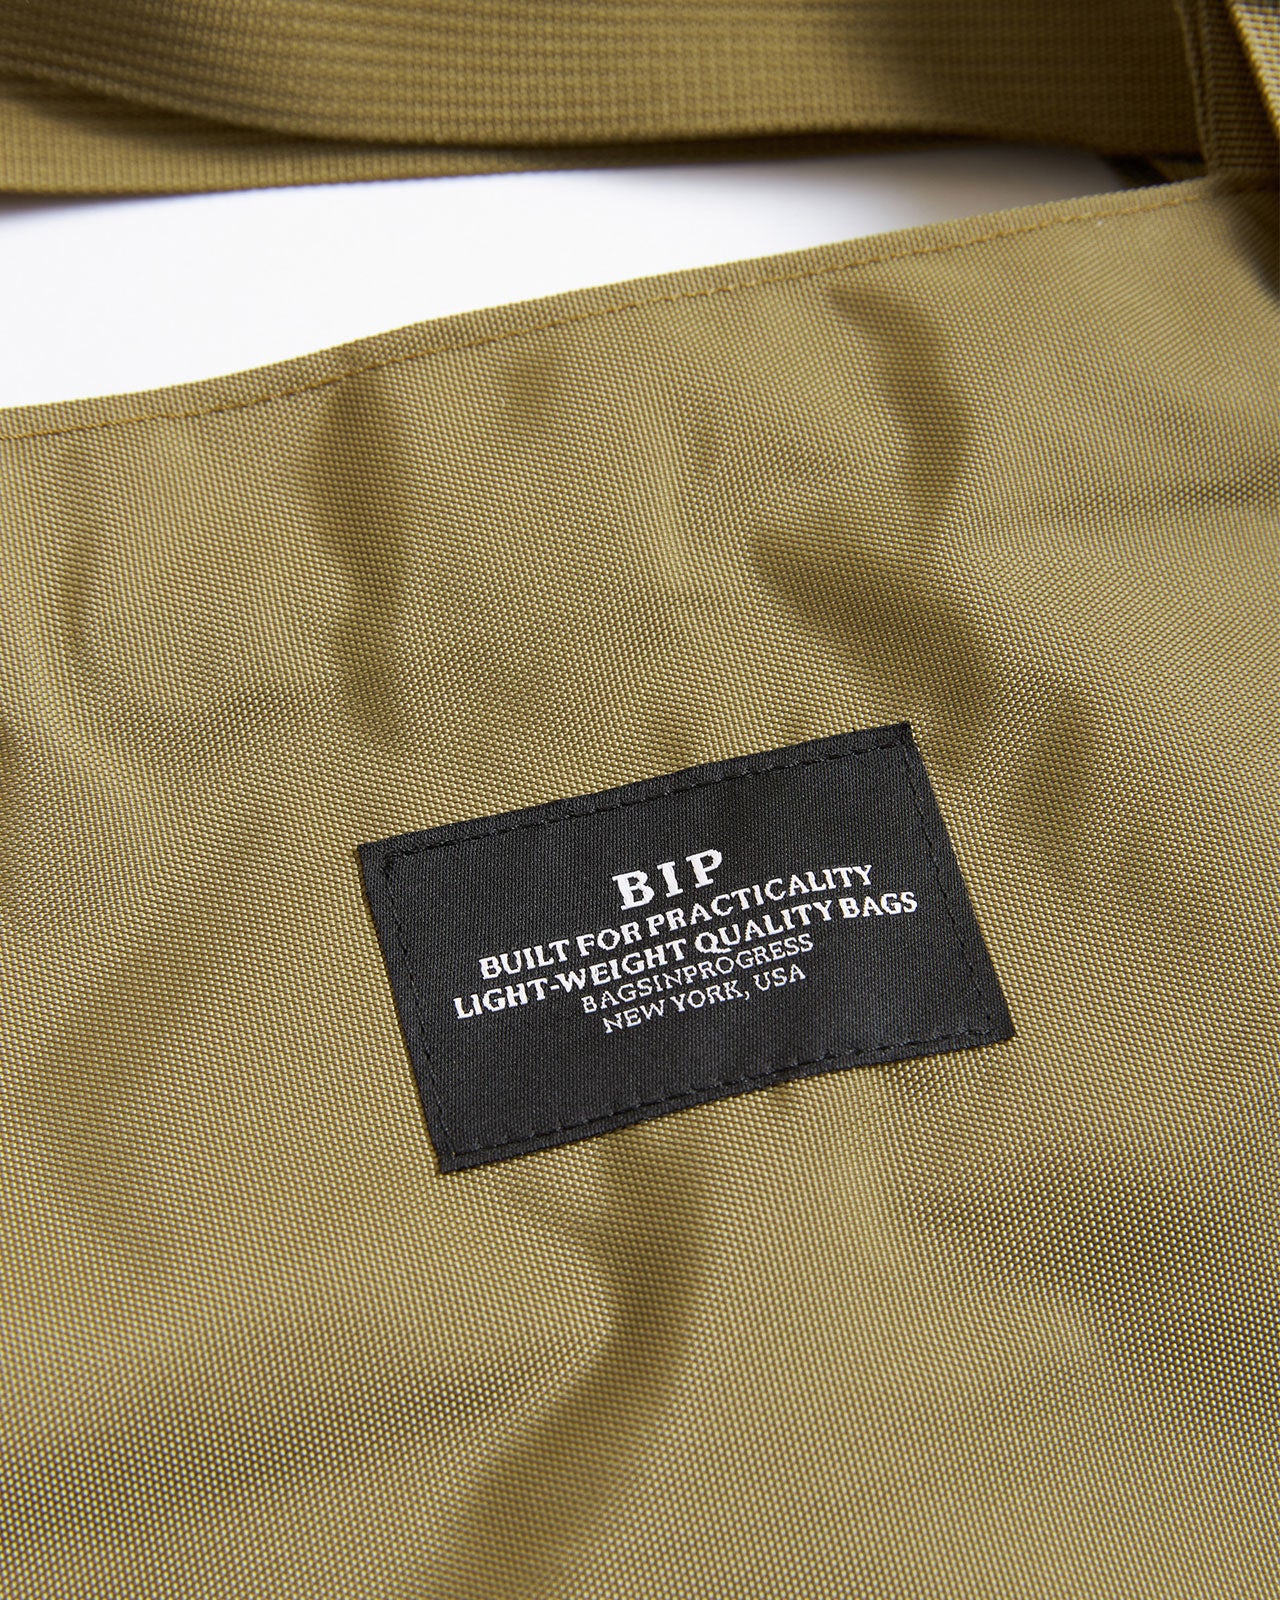 BIP
BUILT FOR PRACTICALITY
LIGHT-WEIGHT QUALITY BAGS
BAGSINPROGRESS
NEW YORK, USA